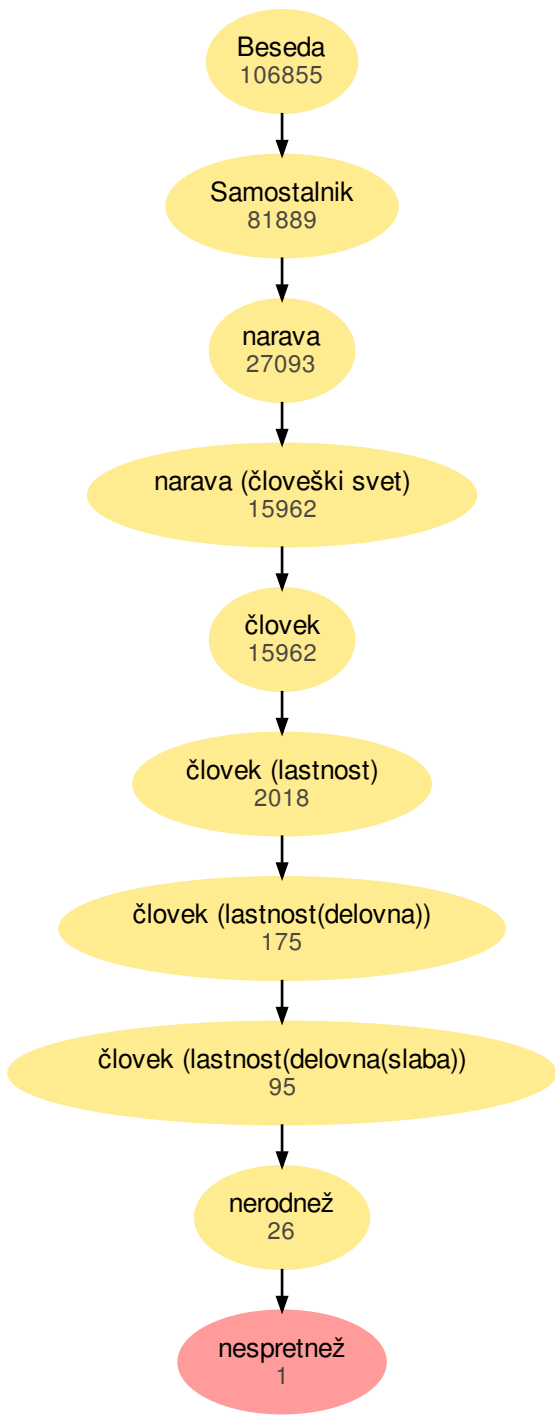 Beseda
106855
Samostalnik
81889
narava
27093
narava (človeški svet)
15962
človek
15962
človek (lastnost)
2018
človek (lastnost(delovna))
175
človek (lastnost(delovna(slaba))
95
nerodnež
26
nespretnež
1